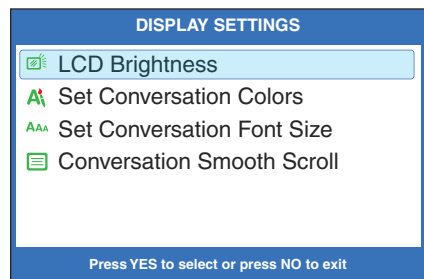 DISPLAY SETTINGS
LCD Brightness
Set Conversation Colors
AAA Set Conversation Font Size
Conversation Smooth Scroll
Press YES to select or press NO to exit